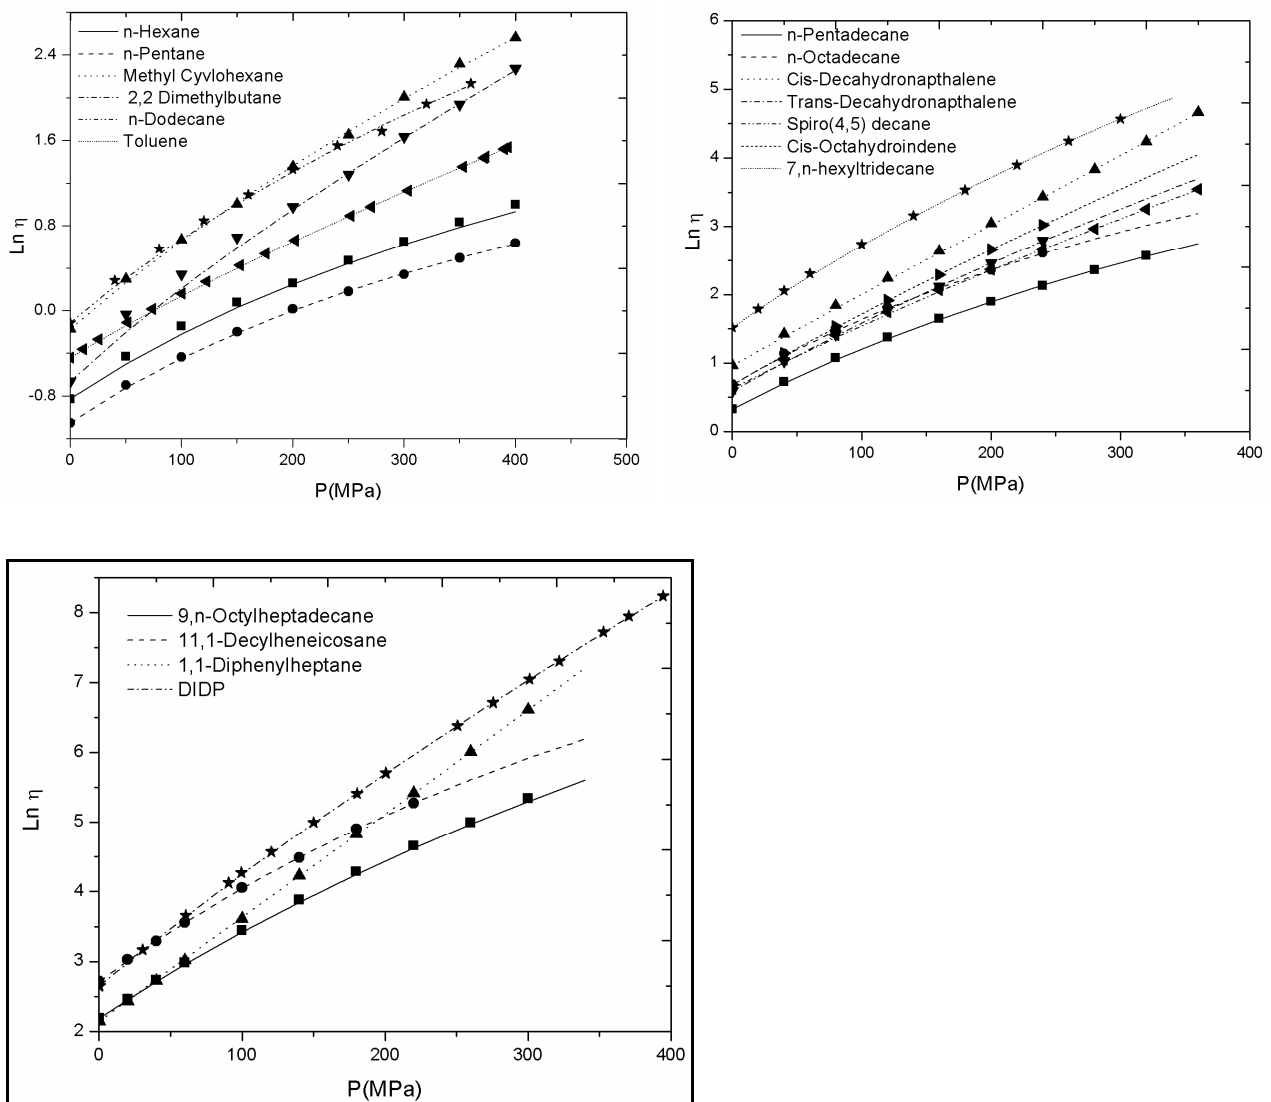 n-Hexane
n-Pentane
Methyl Cyvlohexane
2,2 Dimethylbutane
n-Dodecane
Toluene
2.4
1.6
0.8
0.0
-0.8
Ln η
0 100 200 300 400 500
P(MPa)
n-Pentadecane
n-Octadecane
Cis-Decahydronapthalene
Trans-Decahydronapthalene
Spiro(4,5) decane
Cis-Octahydroindene
7,n-hexyltridecane
6
5
4
3
2
1
0
Ln η
0 100 200 300 400
P(MPa)
9,n-Octylheptadecane
11,1-Decylheneicosane
1,1-Diphenylheptane
DIDP
8
7
6
5
4
3
2
Ln η
0 100 200 300 400
P(MPa)